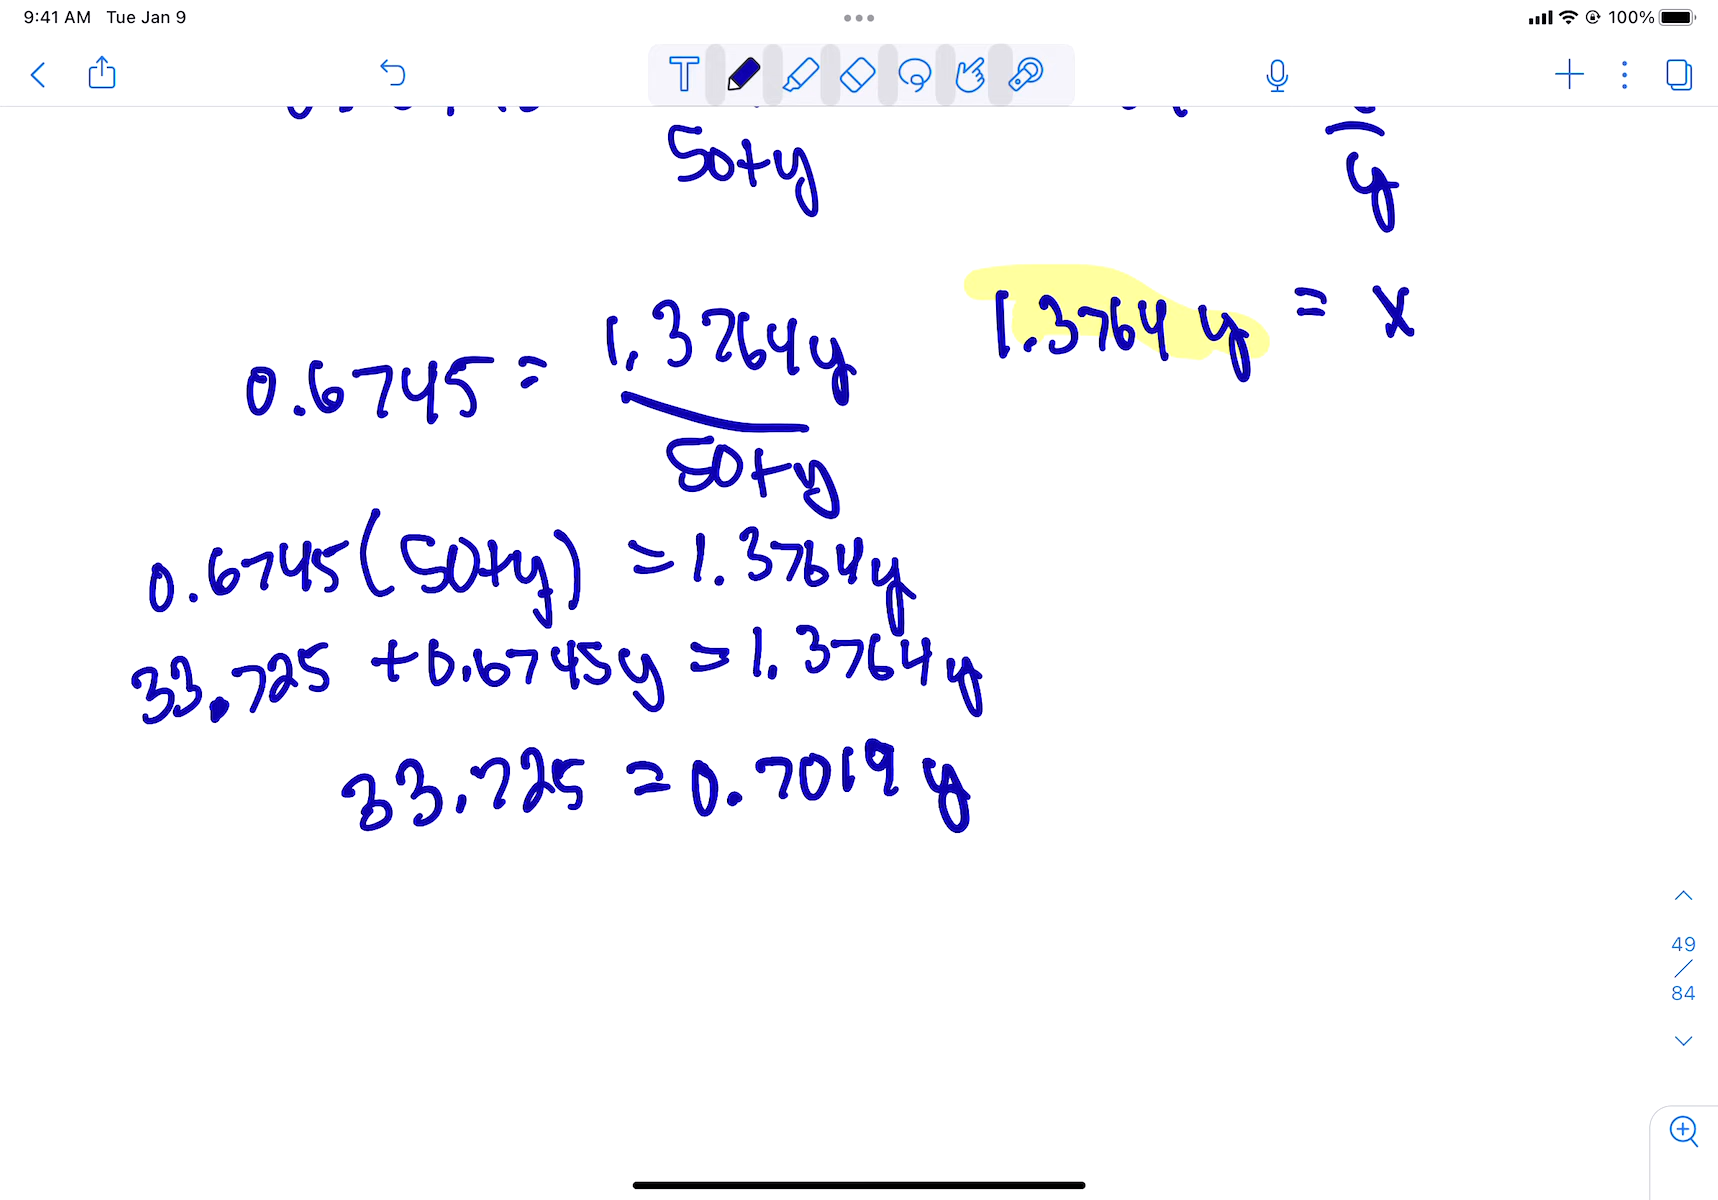 9:41 AM Tue Jan 9
100%
T
50+y
y
1.3764 y = x
0.6745 = 1.3764y
50+y
0.6745(50+y) = 1.3764y
33.725 + 0.6745y = 1.3764y
33.725 = 0.7019 y
49
/
84